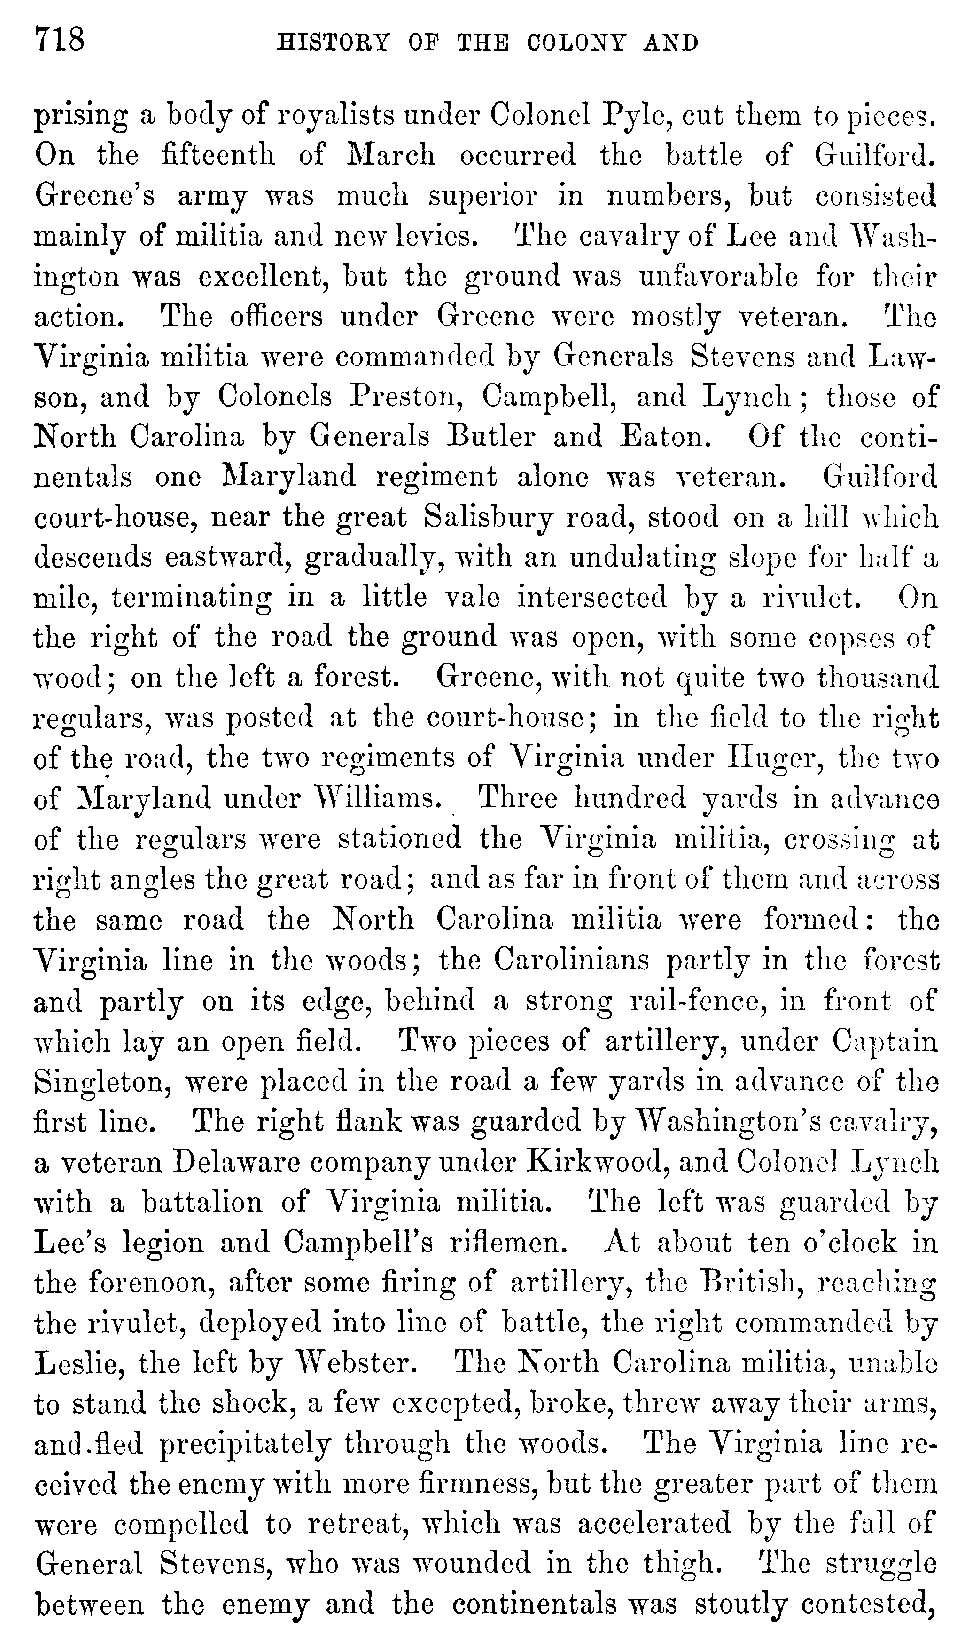 718 HISTORY OF THE COLONY AND
prising a body of royalists under Colonel Pyle, cut them to pieces.
On the fifteenth of March occurred the battle of Guilford.
Greene's army was much superior in numbers, but consisted
mainly of militia and new levies. The cavalry of Lee and Wash-
ington was excellent, but the ground was unfavorable for their
action. The officers under Greene were mostly veteran. The
Virginia militia were commanded by Generals Stevens and Law-
son, and by Colonels Preston, Campbell, and Lynch; those of
North Carolina by Generals Butler and Eaton. Of the conti-
nentals one Maryland regiment alone was veteran. Guilford
court-house, near the great Salisbury road, stood on a hill which
descends eastward, gradually, with an undulating slope for half a
mile, terminating in a little vale intersected by a rivulet. On
the right of the road the ground was open, with some copses of
wood; on the left a forest. Greene, with not quite two thousand
regulars, was posted at the court-house; in the field to the right
of the road, the two regiments of Virginia under Huger, the two
of Maryland under Williams. Three hundred yards in advance
of the regulars were stationed the Virginia militia, crossing at
right angles the great road; and as far in front of them and across
the same road the North Carolina militia were formed: the
Virginia line in the woods; the Carolinians partly in the forest
and partly on its edge, behind a strong rail-fence, in front of
which lay an open field. Two pieces of artillery, under Captain
Singleton, were placed in the road a few yards in advance of the
first line. The right flank was guarded by Washington's cavalry,
a veteran Delaware company under Kirkwood, and Colonel Lynch
with a battalion of Virginia militia. The left was guarded by
Lee's legion and Campbell's riflemen. At about ten o'clock in
the forenoon, after some firing of artillery, the British, reaching
the rivulet, deployed into line of battle, the right commanded by
Leslie, the left by Webster. The North Carolina militia, unable
to stand the shock, a few excepted, broke, threw away their arms,
and fled precipitately through the woods. The Virginia line re-
ceived the enemy with more firmness, but the greater part of them
were compelled to retreat, which was accelerated by the fall of
General Stevens, who was wounded in the thigh. The struggle
between the enemy and the continentals was stoutly contested,